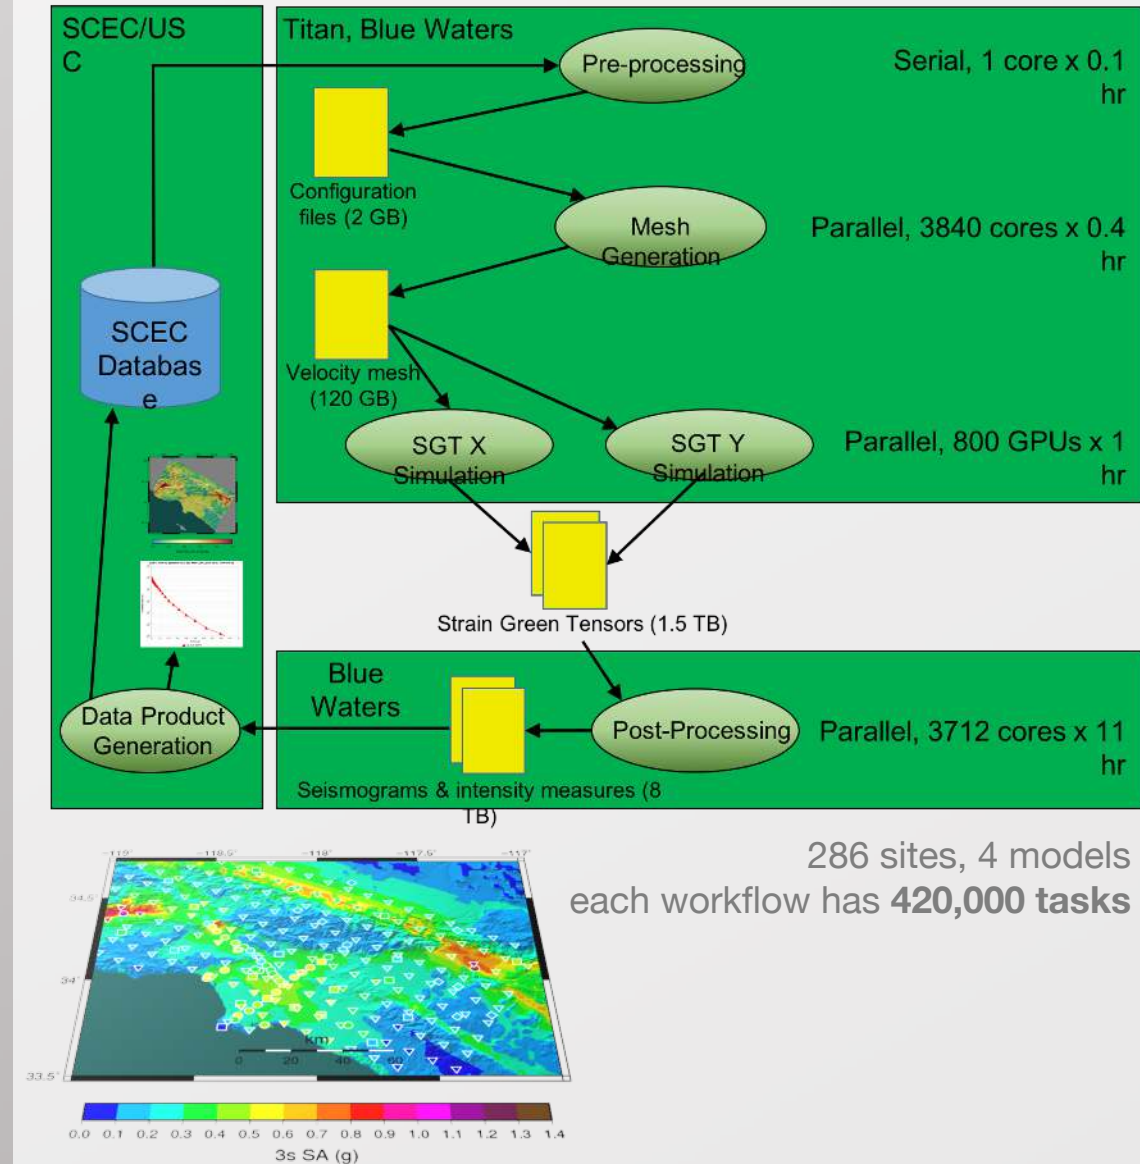 SCEC/US
C
Titan, Blue Waters
Pre-processing
Serial, 1 core x 0.1
hr
Configuration
files (2 GB)
Mesh
Generation
Parallel, 3840 cores x 0.4
hr
SCEC
Databas
e
Velocity mesh
(120 GB)
SGT X
Simulation
SGT Y
Simulation
Parallel, 800 GPUs x 1
hr
Strain Green Tensors (1.5 TB)
Blue
Waters
Data Product
Generation
Post-Processing
Parallel, 3712 cores x 11
hr
Seismograms & intensity measures (8
TB)
286 sites, 4 models
each workflow has 420,000 tasks
-119° -118.5° -118° -117.5° -117°
34.5°
34°
33.5°
km
0 20 40 60
0.0 0.1 0.2 0.3 0.4 0.5 0.6 0.7 0.8 0.9 1.0 1.1 1.2 1.3 1.4
3s SA (g)